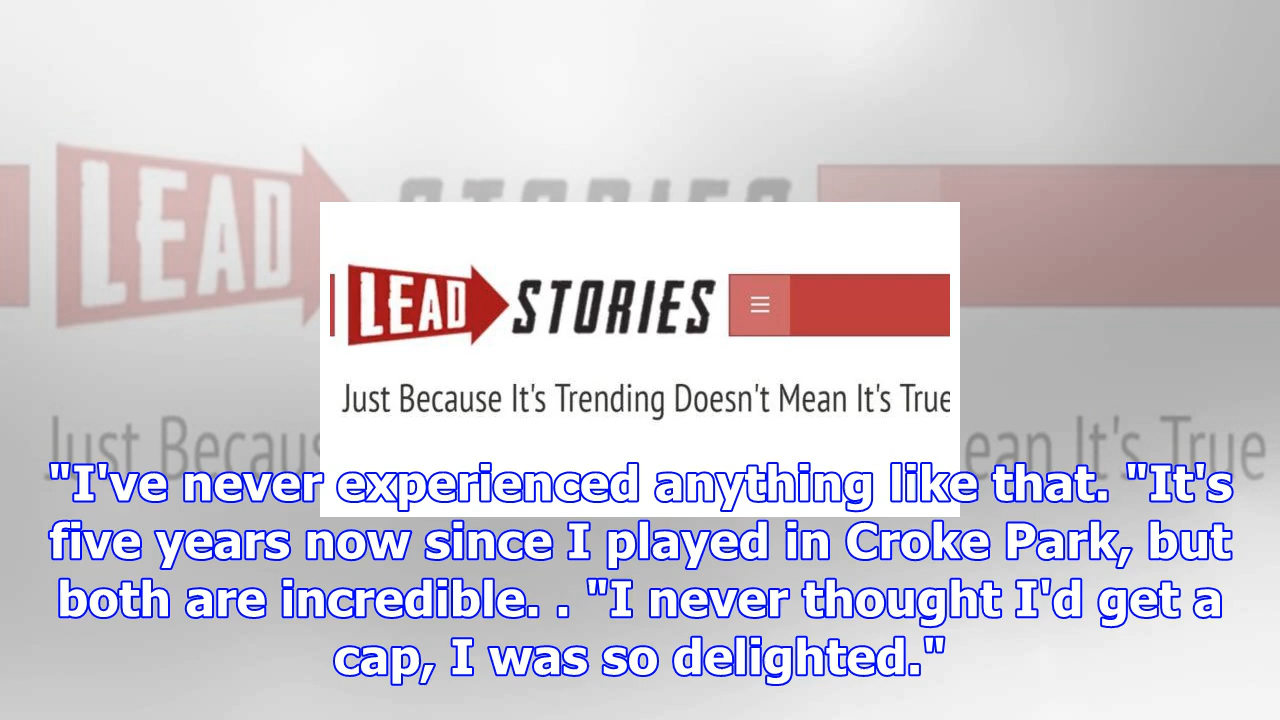 LEAD STORIES
Just Because It's Trending Doesn't Mean It's True
"I've never experienced anything like that. "It's
five years now since I played in Croke Park, but
both are incredible. . "I never thought I'd get a
cap, I was so delighted."